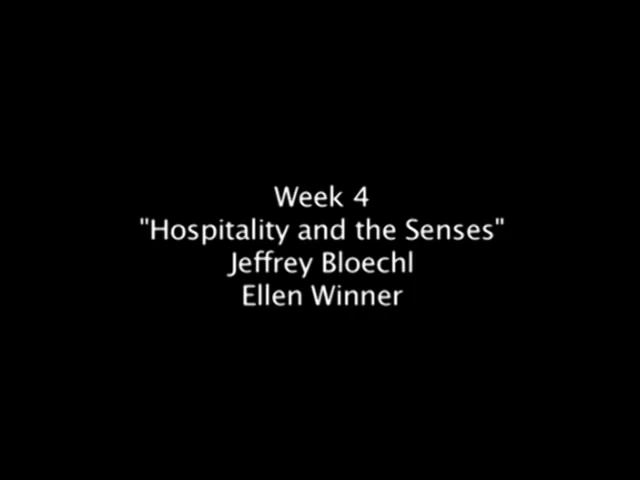 Week 4
"Hospitality and the Senses"
Jeffrey Bloechl
Ellen Winner